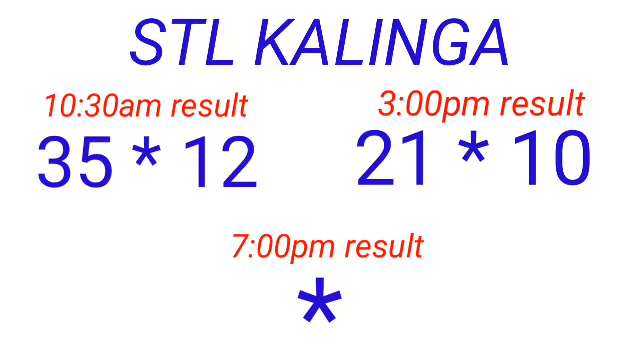 STL KALINGA
10:30am result
35 * 12
3:00pm result
21 * 10
7:00pm result
*